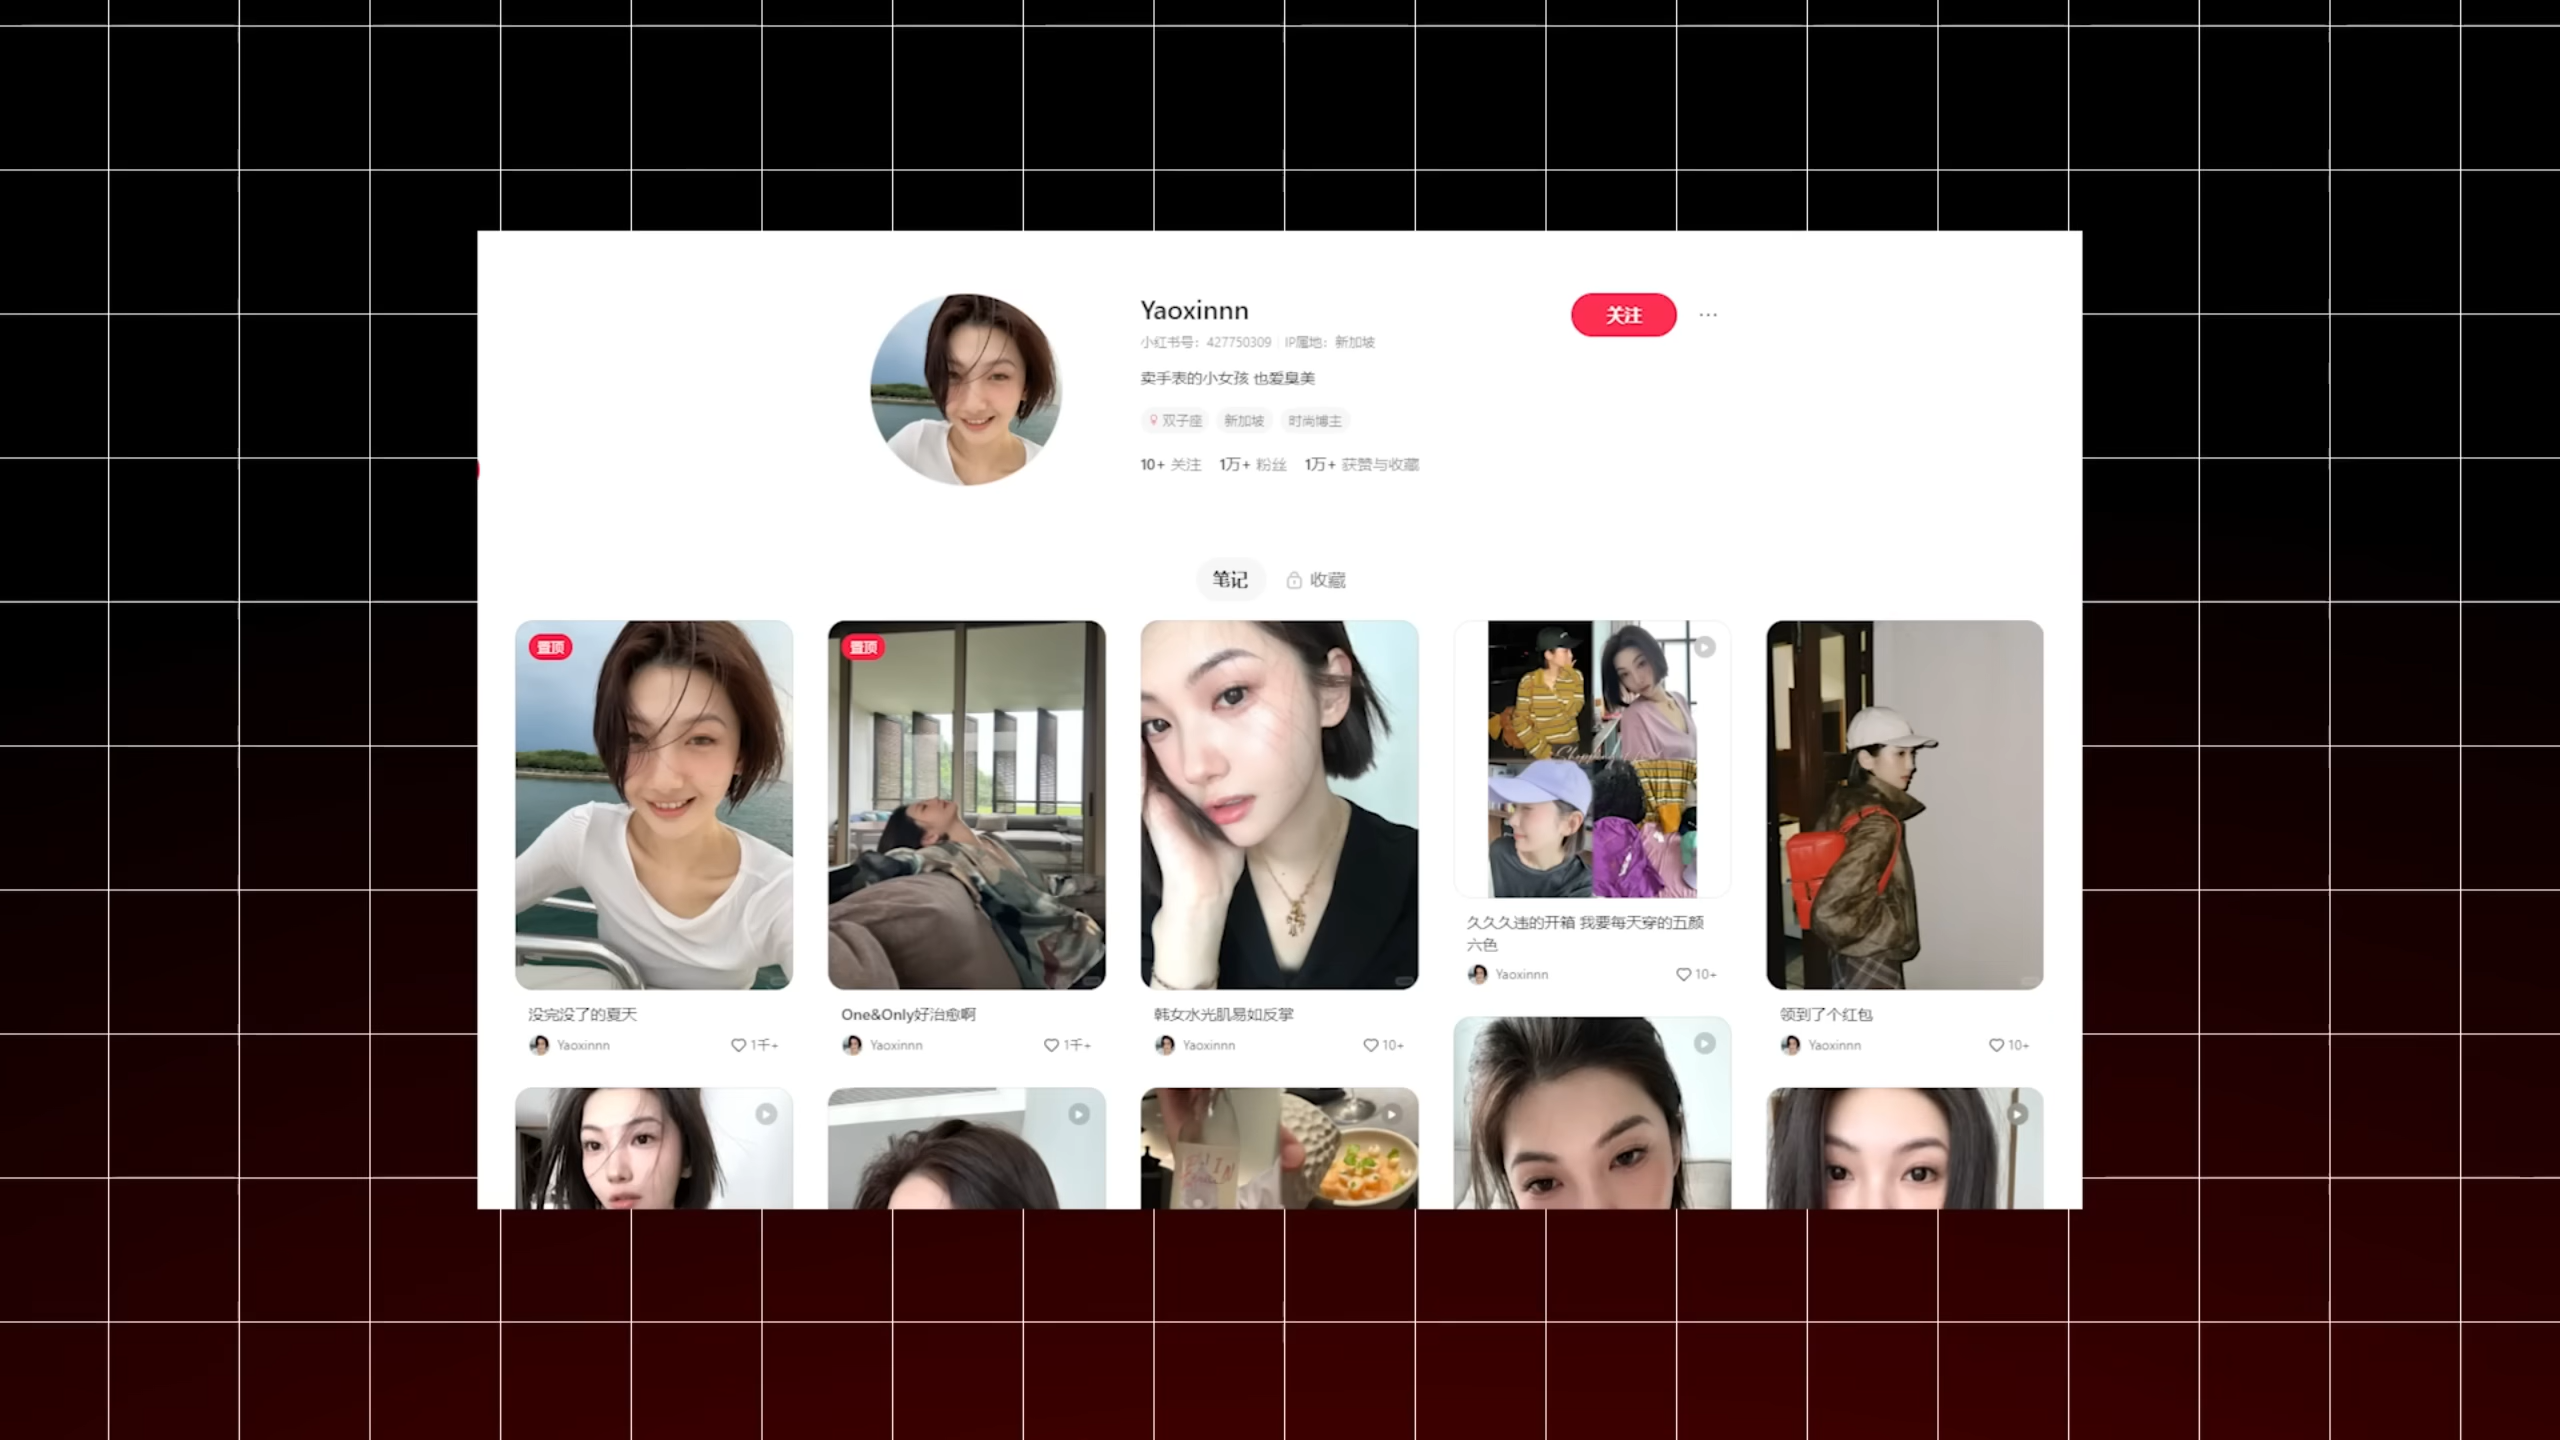 Yaoxinnn
关注
小红书号：427750309 IP属地：新加坡
卖手表的小女孩 也爱臭美
双子座 新加坡 时尚博主
10+ 关注 1万+ 粉丝 1万+ 获赞与收藏
笔记 收藏
置顶
置顶
没完没了的夏天
Yaoxinnn 1千+
One&Only好治愈啊
Yaoxinnn 1千+
韩女水光肌易如反掌
Yaoxinnn 10+
久久久违的开箱 我要每天穿的五颜
六色
Yaoxinnn 10+
领到了个红包
Yaoxinnn 10+